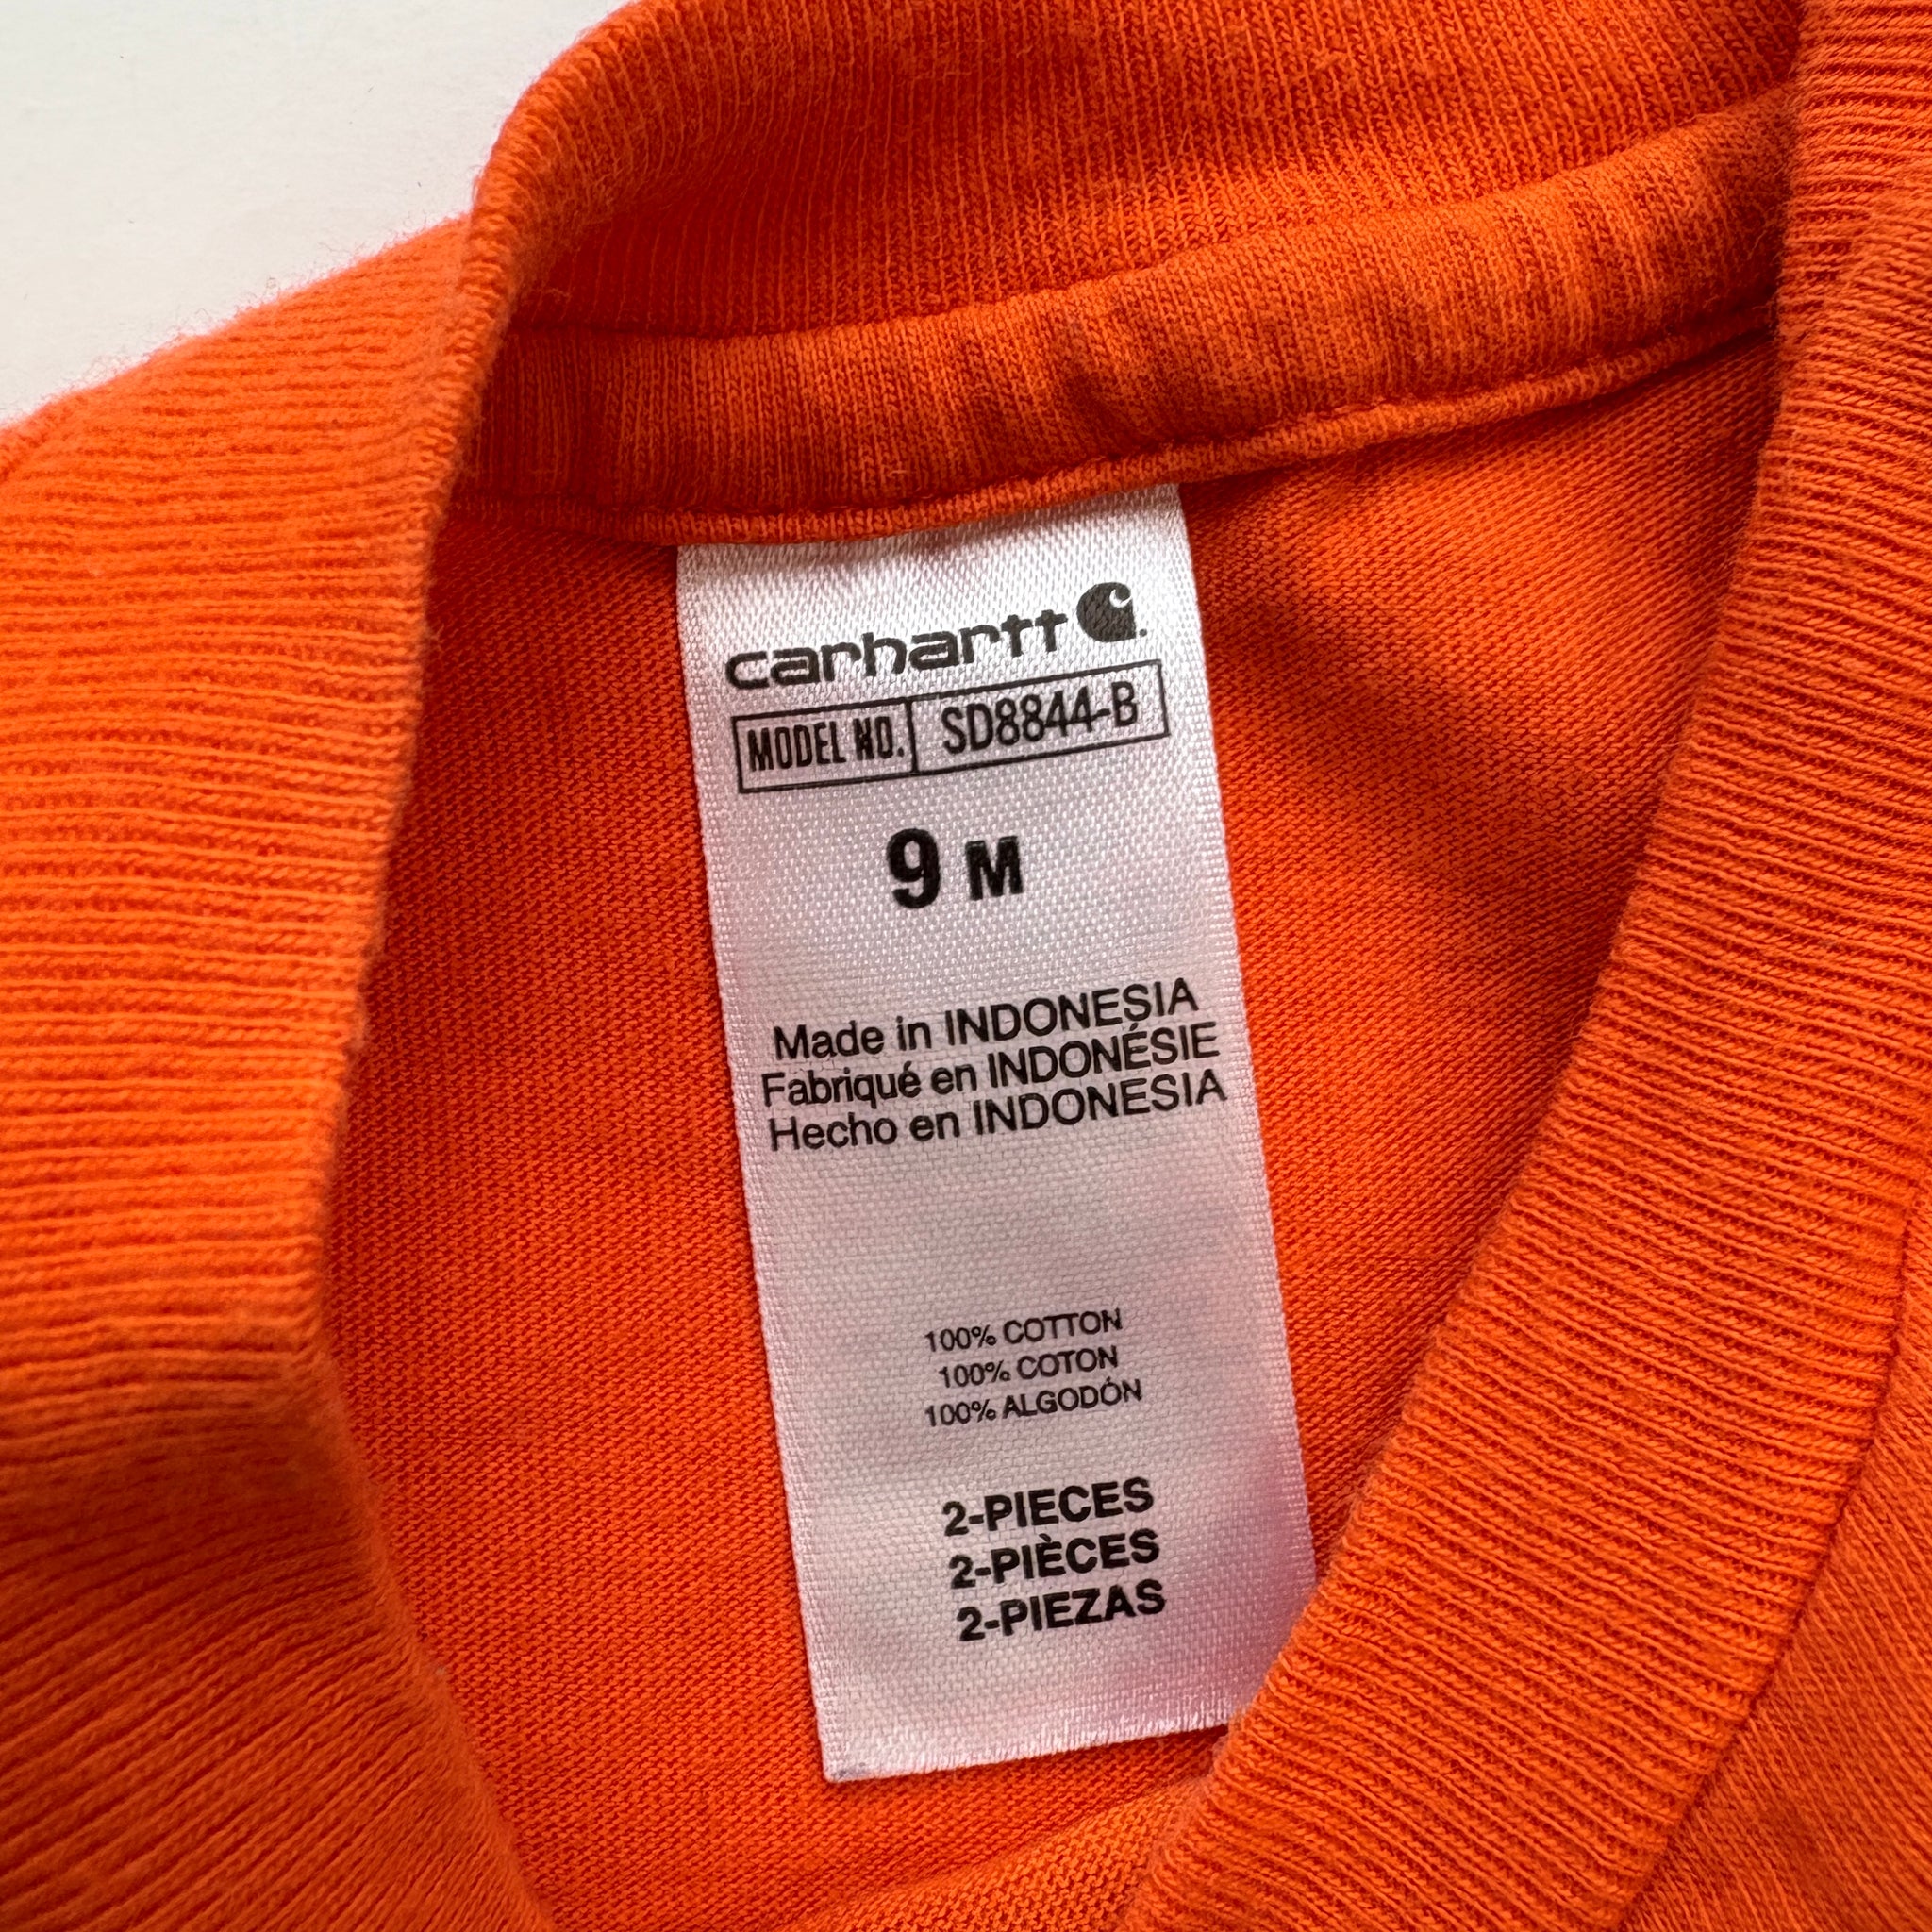 carhartt
MODEL NO. SD8844-B
9 M
Made in INDONESIA
Fabriqué en INDONÉSIE
Hecho en INDONESIA
100% COTTON
100% COTON
100% ALGODÓN
2-PIECES
2-PIÈCES
2-PIEZAS